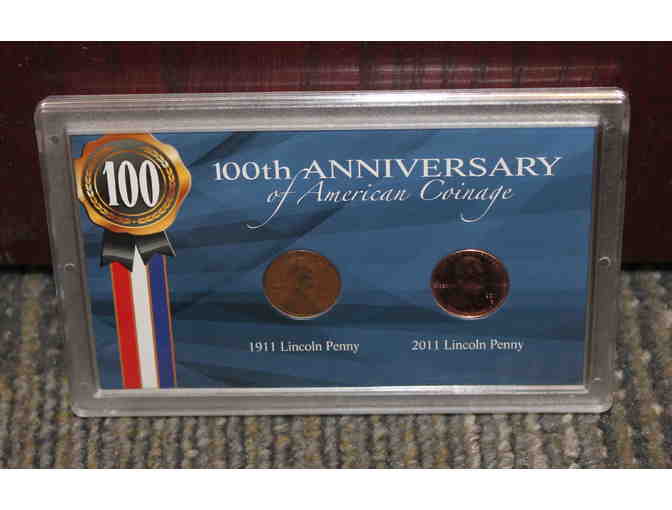 100
100th ANNIVERSARY
of American Coinage
1911 Lincoln Penny
2011 Lincoln Penny